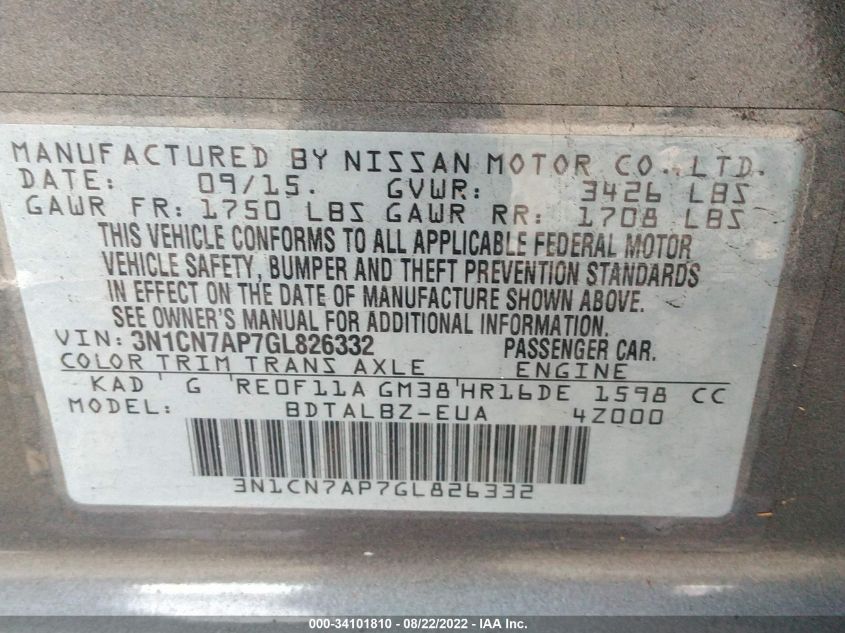 MANUFACTURED BY NISSAN MOTOR CO., LTD.
DATE: 09/15. GVWR: 3426 LBS
GAWR FR: 1750 LBS GAWR RR: 1708 LBS
THIS VEHICLE CONFORMS TO ALL APPLICABLE FEDERAL MOTOR
VEHICLE SAFETY, BUMPER AND THEFT PREVENTION STANDARDS
IN EFFECT ON THE DATE OF MANUFACTURE SHOWN ABOVE.
SEE OWNER'S MANUAL FOR ADDITIONAL INFORMATION.
VIN: 3N1CN7AP7GL826332 PASSENGER CAR.
COLOR TRIM TRANS AXLE ENGINE
KAD G RE0F11A GM38 HR16DE 1598 CC
MODEL: BDTALBZ-EUA 4Z000
3N1CN7AP7GL826332
000-34101810 - 08/22/2022 - IAA Inc.